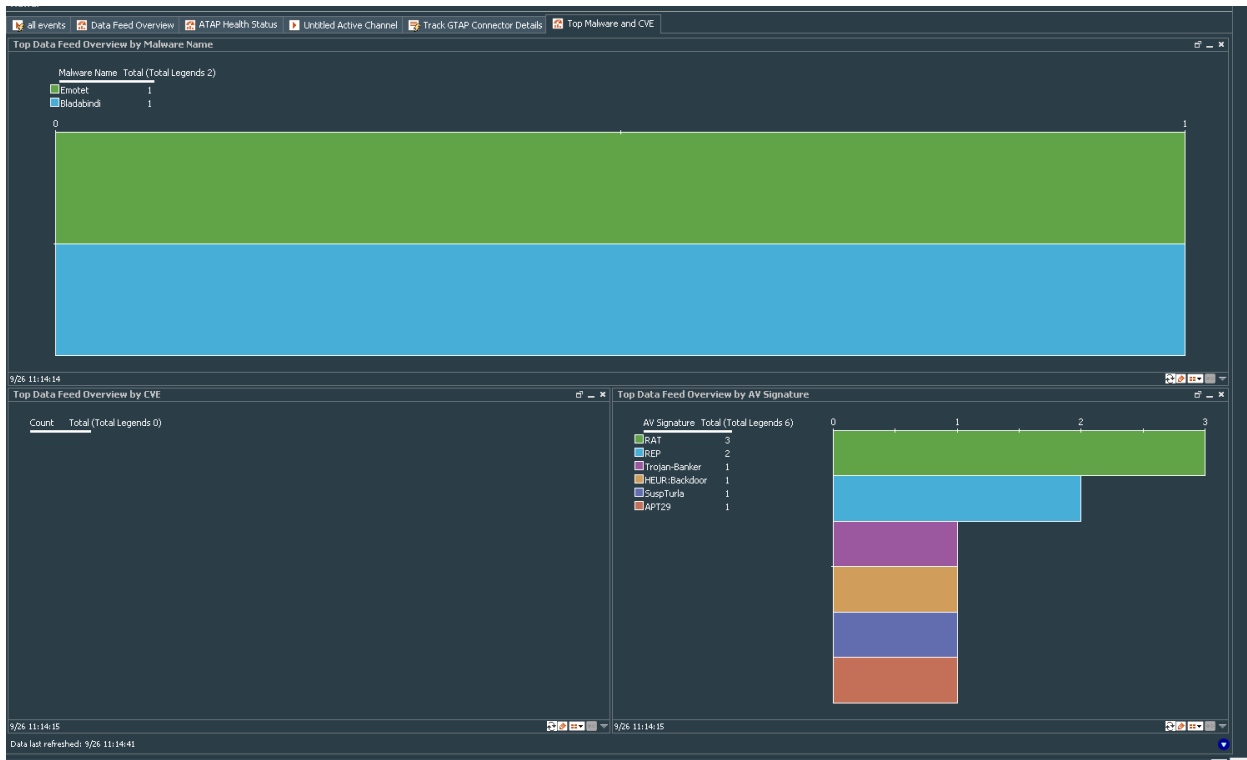 all events Data Feed Overview ATAP Health Status Untitled Active Channel Track GTAP Connector Details Top Malware and CVE
Top Data Feed Overview by Malware Name
Malware Name Total (Total Legends 2)
Emotet 1
Bladabindi 1
0 1
9/26 11:14:14
Top Data Feed Overview by CVE
Count Total (Total Legends 0)
9/26 11:14:15
Top Data Feed Overview by AV Signature
AV Signature Total (Total Legends 6)
RAT 3
REP 2
Trojan-Banker 1
HEUR:Backdoor 1
SuspTurla 1
APT29 1
0 1 2 3
9/26 11:14:15
Data last refreshed: 9/26 11:14:41